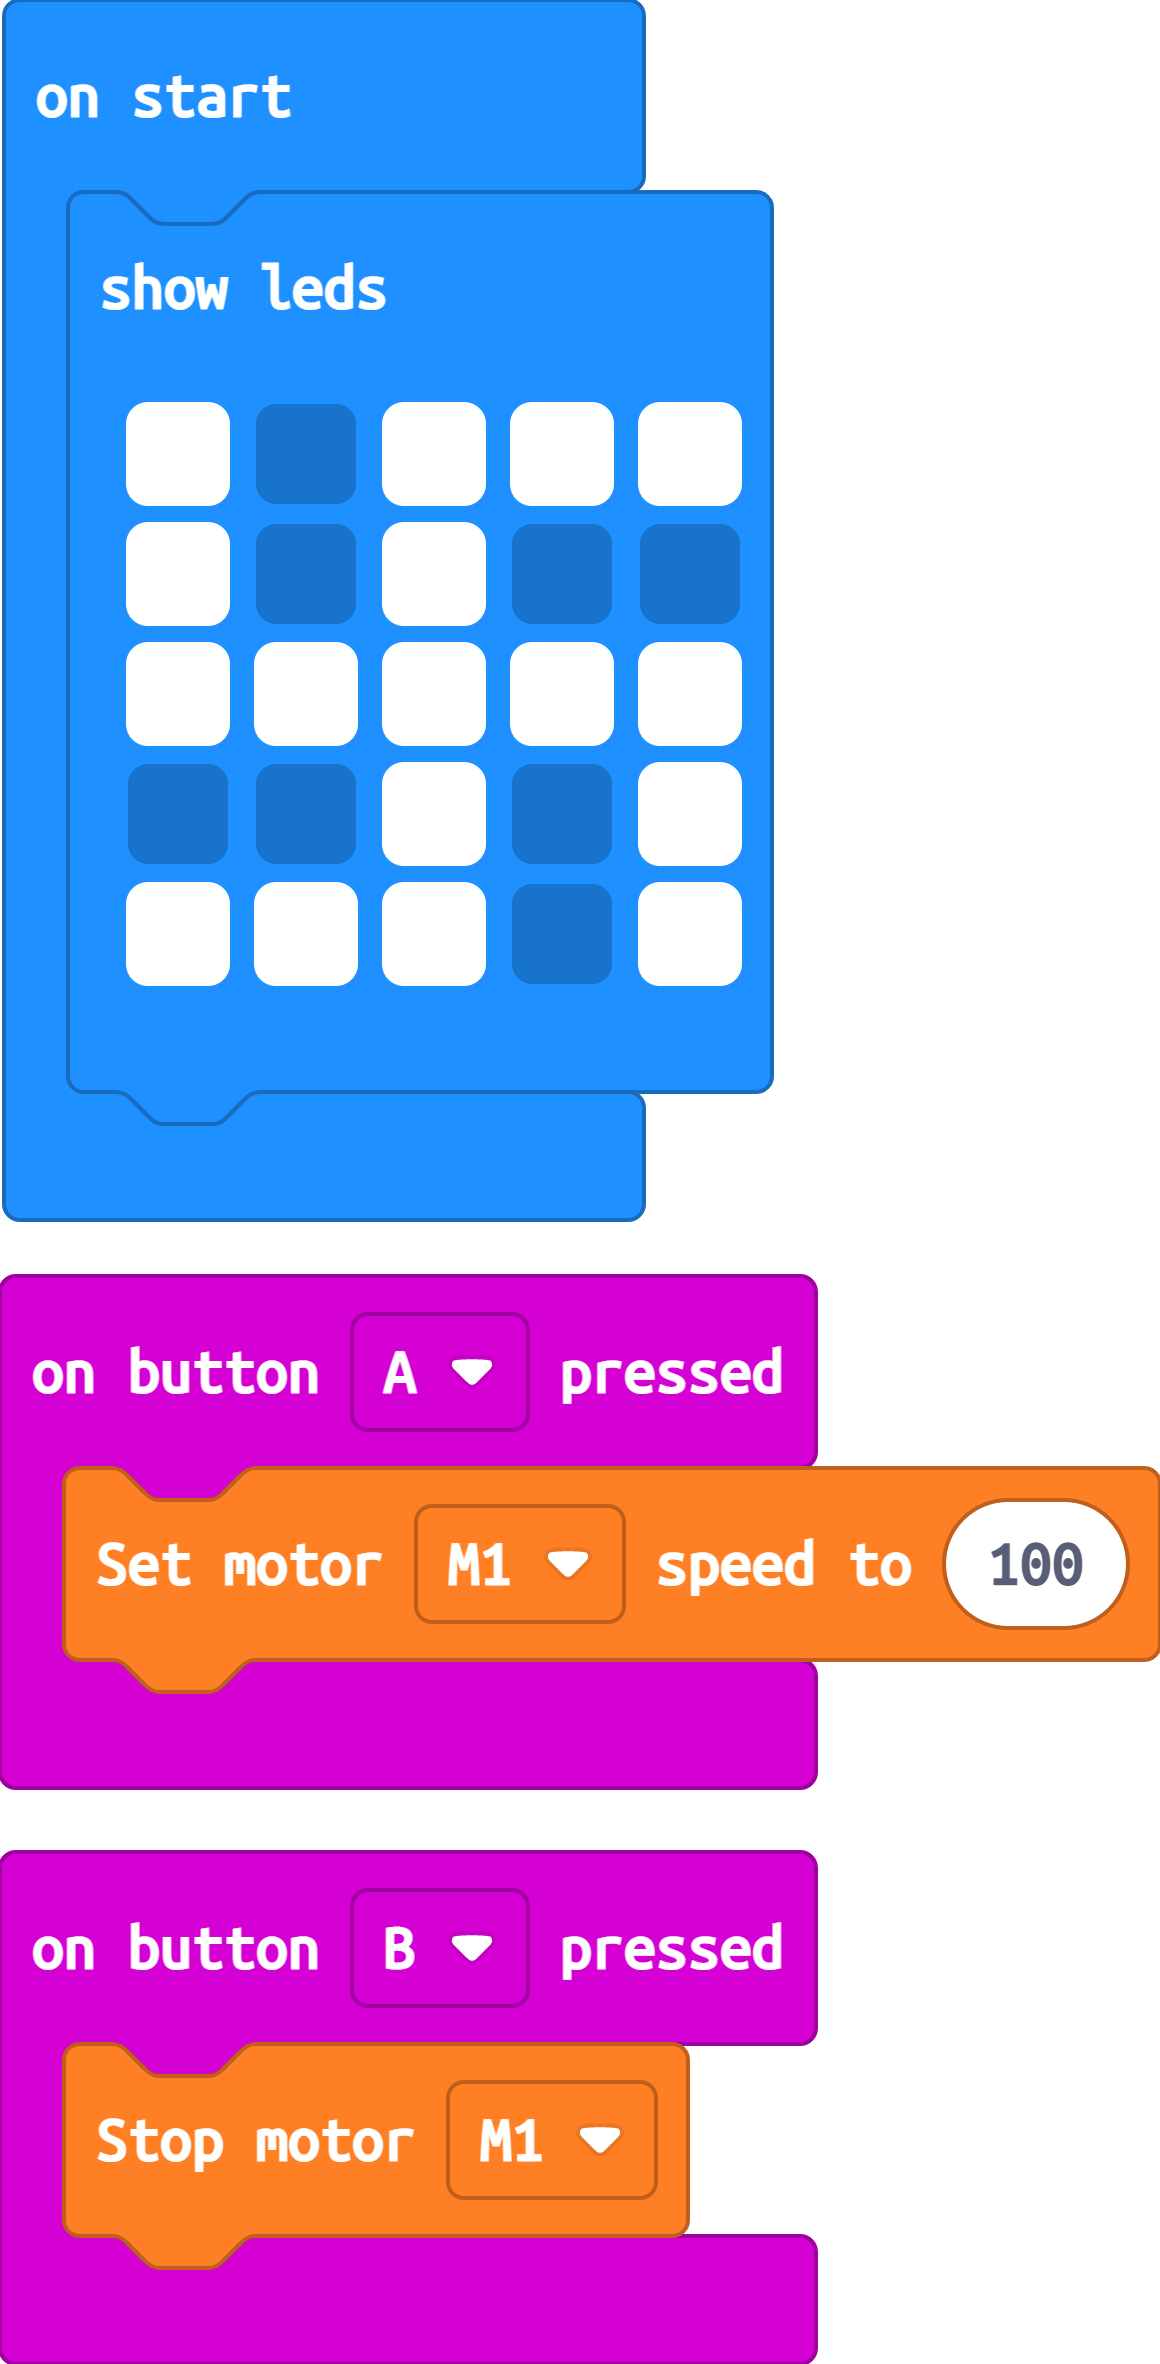 on start
show leds
on button A pressed
Set motor M1 speed to 100
on button B pressed
Stop motor M1